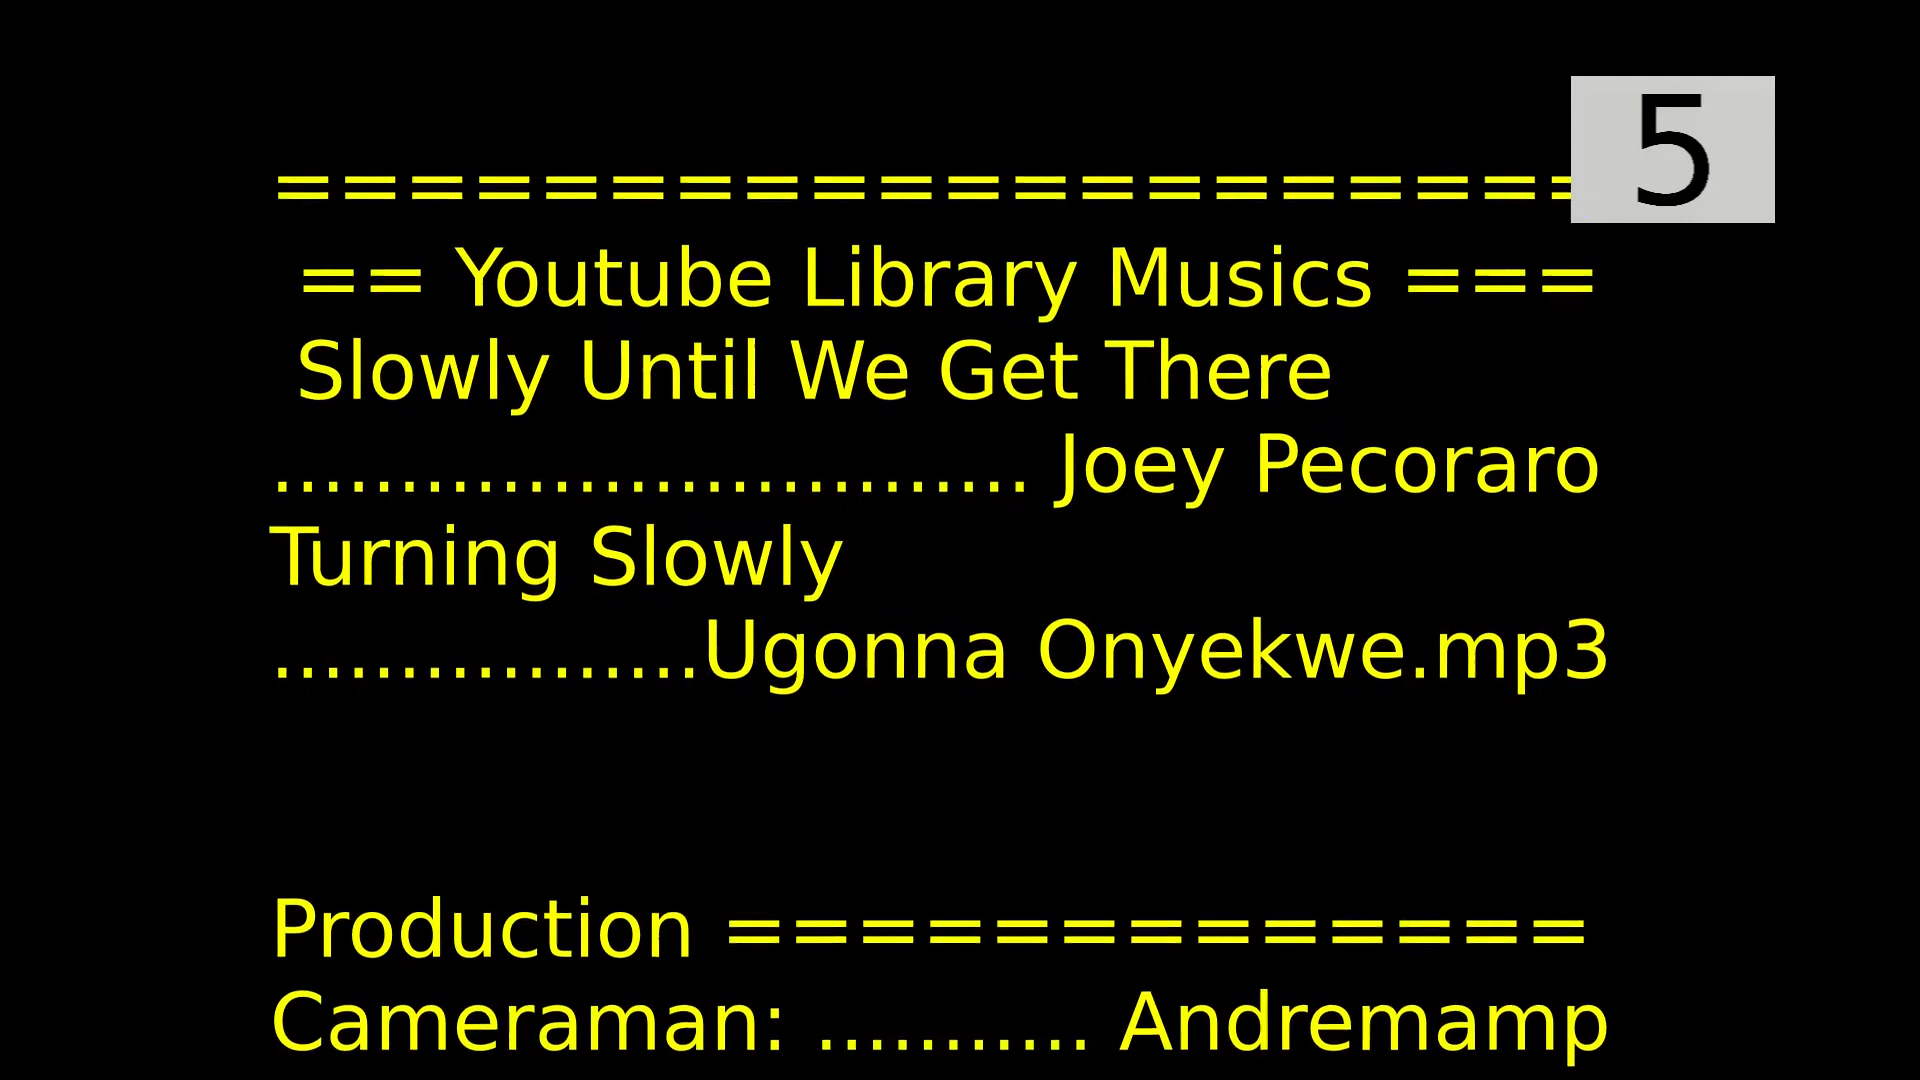 5
====================
== Youtube Library Musics ===
Slowly Until We Get There
.............................. Joey Pecoraro
Turning Slowly
.................Ugonna Onyekwe.mp3
Production =============
Cameraman: ........... Andremamp